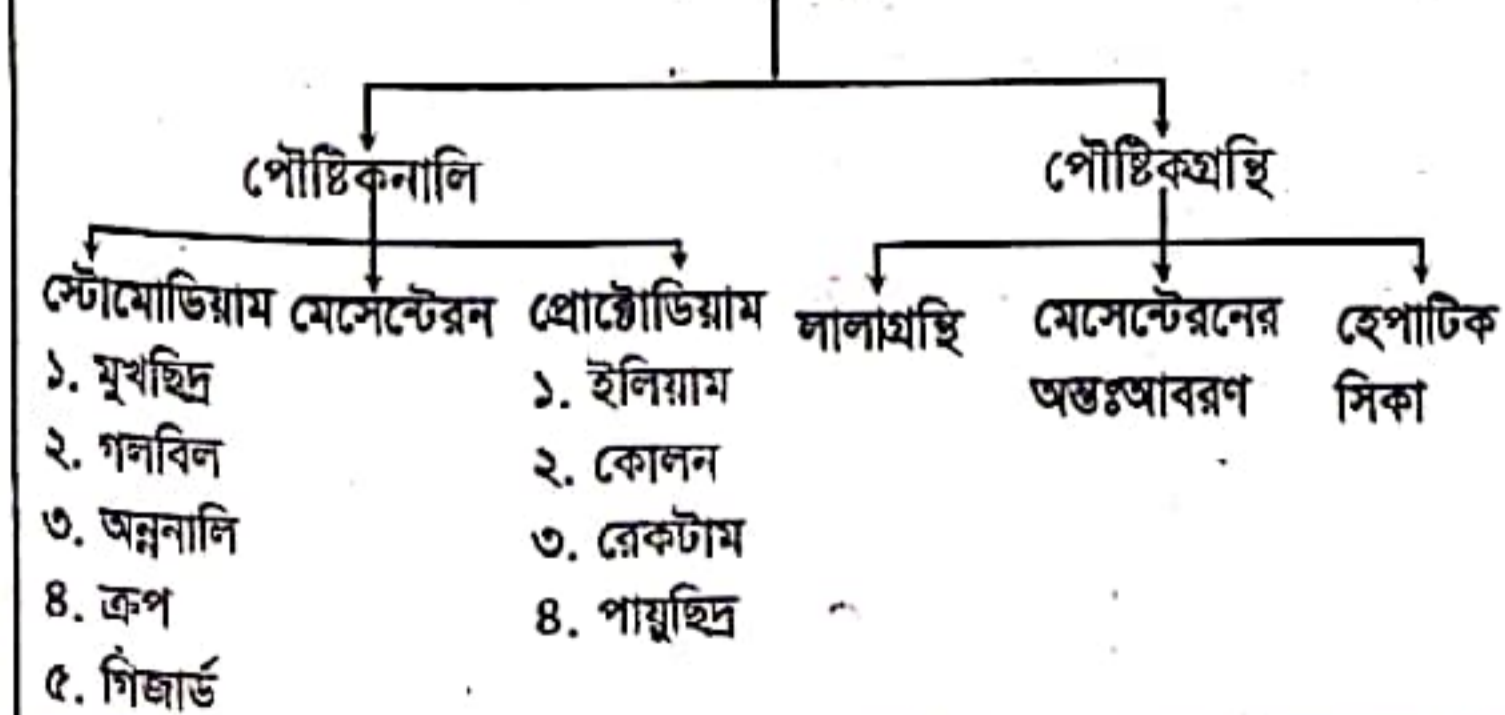 পৌষ্টিকনালি
পৌষ্টিকগ্রন্থি
স্টোমোডিয়াম
১. মুখছিদ্র
২. গলবিল
৩. অন্ননালি
৪. ক্রপ
৫. গিজার্ড
মেসেন্টেরন
প্রোক্টোডিয়াম
১. ইলিয়াম
২. কোলন
৩. রেকটাম
৪. পায়ুছিদ্র
লালাগ্রন্থি
মেসেন্টেরনের
অন্তঃআবরণ
হেপাটিক
সিকা